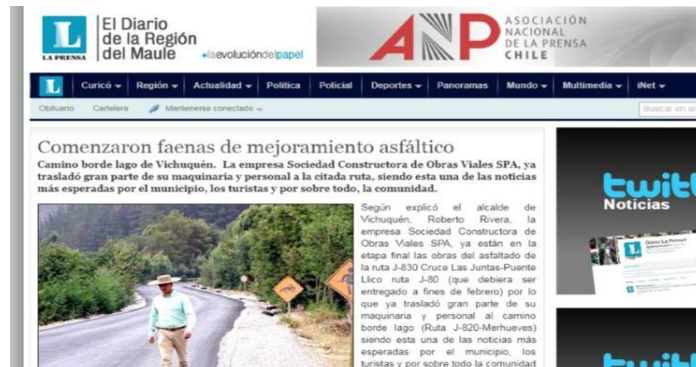 El Diario
de la Región
del Maule
LA PRENSA
laevolucióndelpapel
ANP
ASOCIACIÓN
NACIONAL
DE LA PRENSA
CHILE
L Curicó Región Actualidad Política Policial Deportes Panoramas Mundo Multimedia iNet
Obituario Cartelera Mantenerse conectado Buscar en el
Comenzaron faenas de mejoramiento asfáltico
Camino borde lago de Vichuquén. La empresa Sociedad Constructora de Obras Viales SPA, ya
trasladó gran parte de su maquinaria y personal a la citada ruta, siendo esta una de las noticias
más esperadas por el municipio, los turistas y por sobre todo, la comunidad.
Según explicó el alcalde de
Vichuquén, Roberto Rivera, la
empresa Sociedad Constructora de
Obras Viales SPA, ya están en la
etapa final las obras del asfaltado de
la ruta J-830 Cruce Las Juntas-Puente
Llico ruta J-80 (que debiera ser
entregado a fines de febrero) por lo
que ya trasladó gran parte de su
maquinaria y personal al camino
borde lago (Ruta J-820-Merhueves)
siendo esta una de las noticias más
esperadas por el municipio, los
turistas y por sobre todo la comunidad
twitt
Noticias